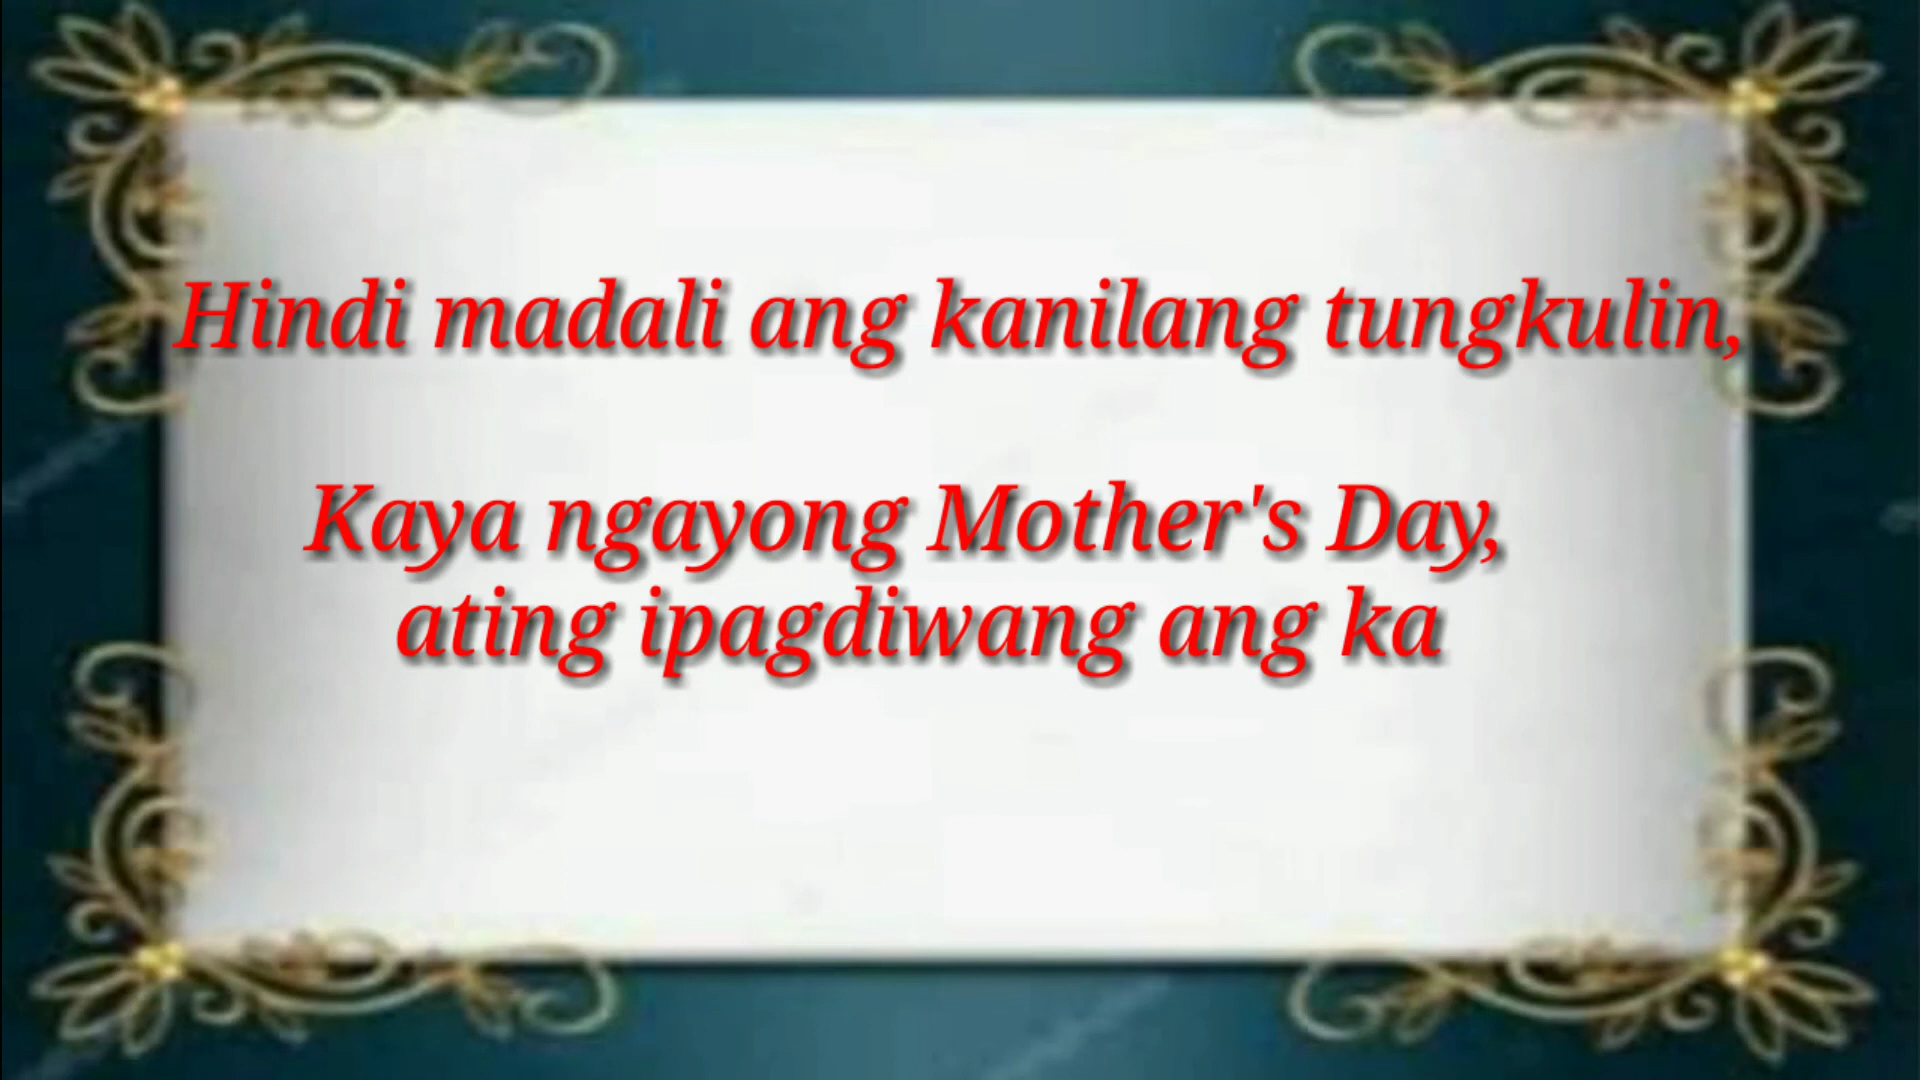 Hindi madali ang kanilang tungkulin,
Kaya ngayong Mother's Day,
ating ipagdiwang ang ka